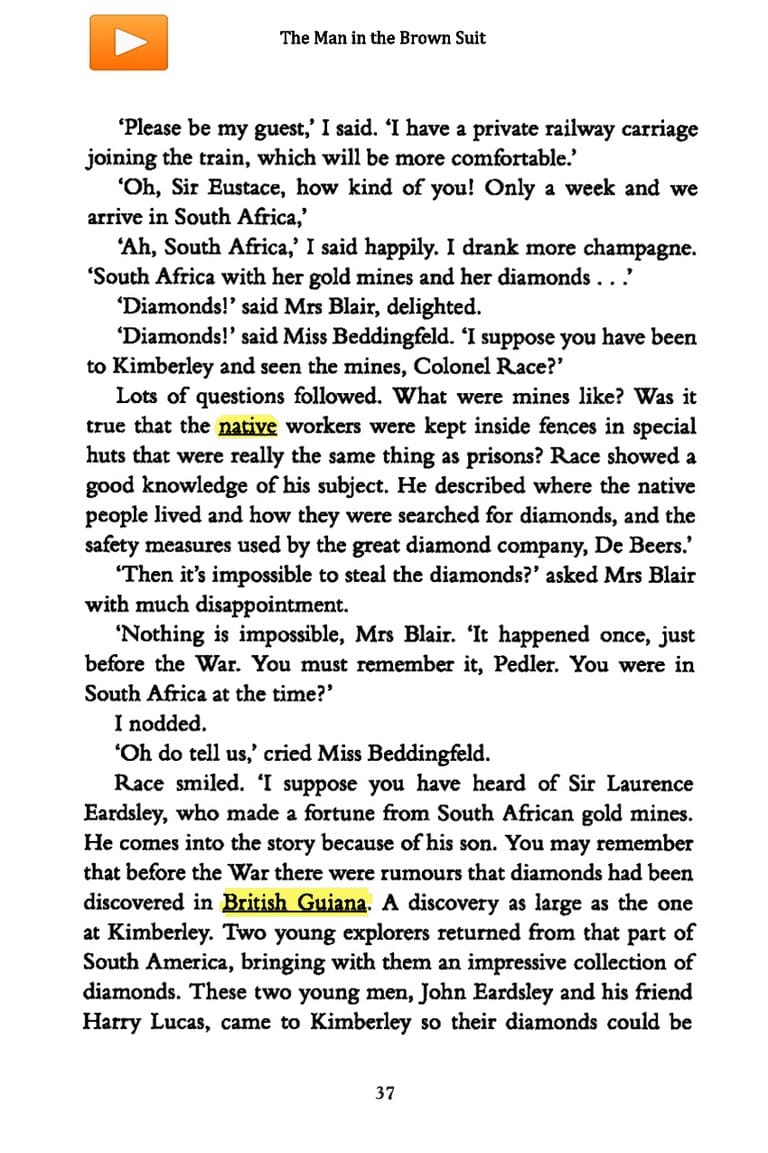 The Man in the Brown Suit
‘Please be my guest,’ I said. ‘I have a private railway carriage
joining the train, which will be more comfortable.’
‘Oh, Sir Eustace, how kind of you! Only a week and we
arrive in South Africa,’
‘Ah, South Africa,’ I said happily. I drank more champagne.
‘South Africa with her gold mines and her diamonds . . .’
‘Diamonds!’ said Mrs Blair, delighted.
‘Diamonds!’ said Miss Beddingfeld. ‘I suppose you have been
to Kimberley and seen the mines, Colonel Race?’
Lots of questions followed. What were mines like? Was it
true that the native workers were kept inside fences in special
huts that were really the same thing as prisons? Race showed a
good knowledge of his subject. He described where the native
people lived and how they were searched for diamonds, and the
safety measures used by the great diamond company, De Beers.’
‘Then it’s impossible to steal the diamonds?’ asked Mrs Blair
with much disappointment.
‘Nothing is impossible, Mrs Blair. ‘It happened once, just
before the War. You must remember it, Pedler. You were in
South Africa at the time?’
I nodded.
‘Oh do tell us,’ cried Miss Beddingfeld.
Race smiled. ‘I suppose you have heard of Sir Laurence
Eardsley, who made a fortune from South African gold mines.
He comes into the story because of his son. You may remember
that before the War there were rumours that diamonds had been
discovered in British Guiana. A discovery as large as the one
at Kimberley. Two young explorers returned from that part of
South America, bringing with them an impressive collection of
diamonds. These two young men, John Eardsley and his friend
Harry Lucas, came to Kimberley so their diamonds could be
37